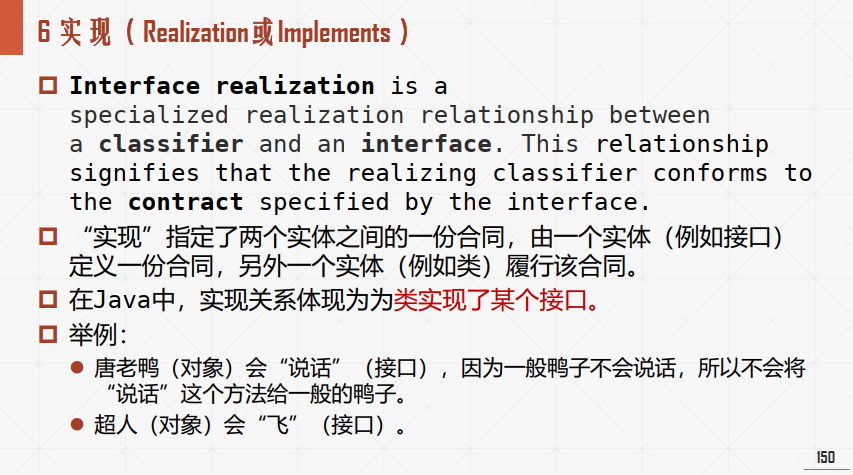 6 实 现（Realization或Implements）
Interface realization is a
specialized realization relationship between
a classifier and an interface. This relationship
signifies that the realizing classifier conforms to
the contract specified by the interface.
“实现”指定了两个实体之间的一份合同，由一个实体（例如接口）
定义一份合同，另外一个实体（例如类）履行该合同。
在Java中，实现关系体现为为类实现了某个接口。
举例：
唐老鸭（对象）会“说话”（接口），因为一般鸭子不会说话，所以不会将
“说话”这个方法给一般的鸭子。
超人（对象）会“飞”（接口）。
150